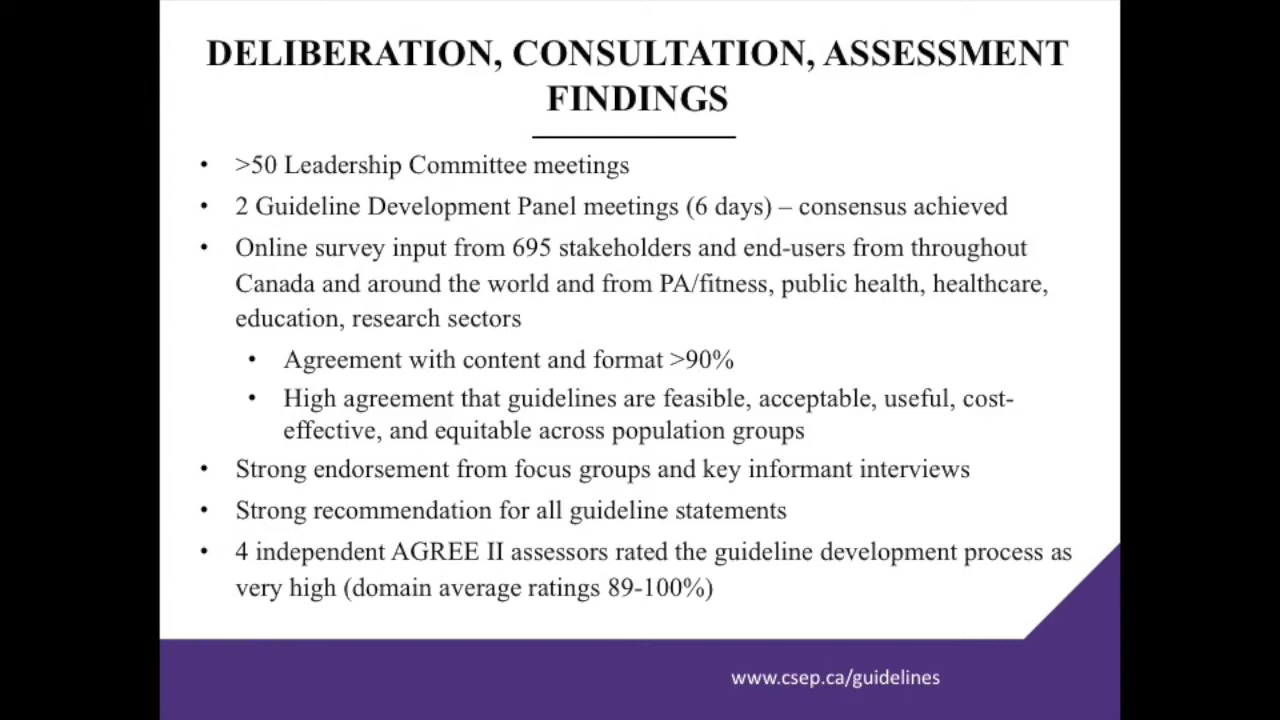 DELIBERATION, CONSULTATION, ASSESSMENT
FINDINGS
• >50 Leadership Committee meetings
• 2 Guideline Development Panel meetings (6 days) – consensus achieved
• Online survey input from 695 stakeholders and end-users from throughout
Canada and around the world and from PA/fitness, public health, healthcare,
education, research sectors
• Agreement with content and format >90%
• High agreement that guidelines are feasible, acceptable, useful, cost-
effective, and equitable across population groups
• Strong endorsement from focus groups and key informant interviews
• Strong recommendation for all guideline statements
• 4 independent AGREE II assessors rated the guideline development process as
very high (domain average ratings 89-100%)
www.csep.ca/guidelines